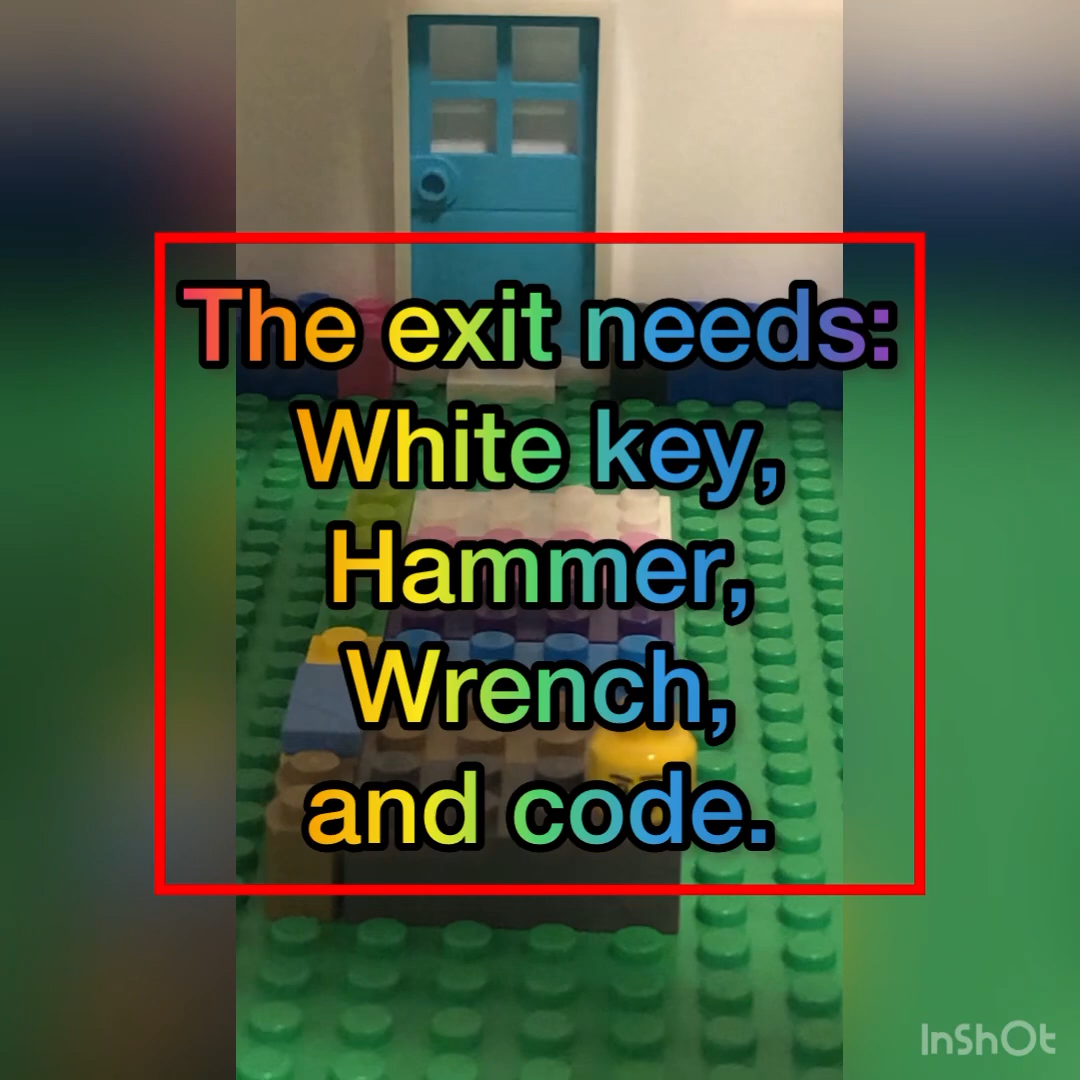 The exit needs:
White key,
Hammer,
Wrench,
and code.
InShOt